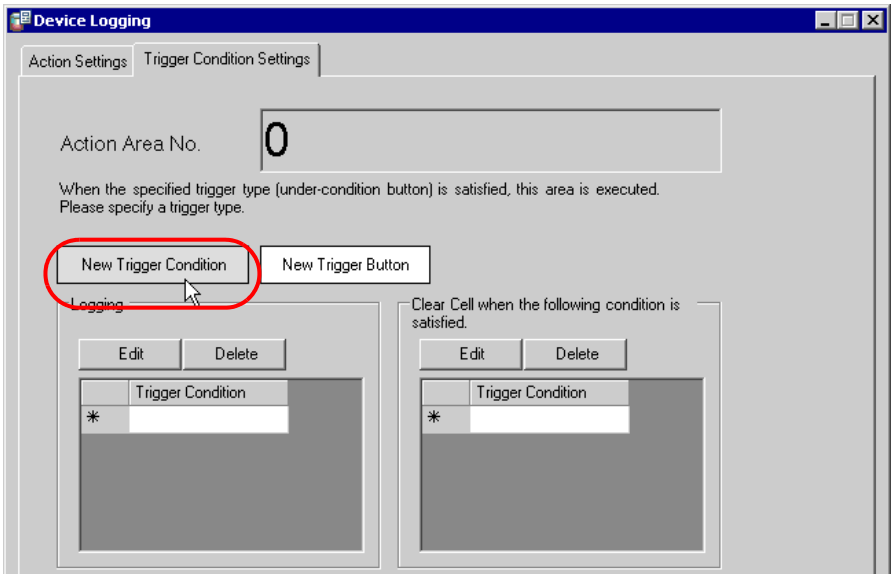 Device Logging
Action Settings
Trigger Condition Settings
Action Area No.
0
When the specified trigger type (under-condition button) is satisfied, this area is executed.
Please specify a trigger type.
New Trigger Condition
New Trigger Button
Logging
Edit
Delete
Trigger Condition
*
Clear Cell when the following condition is
satisfied.
Edit
Delete
Trigger Condition
*